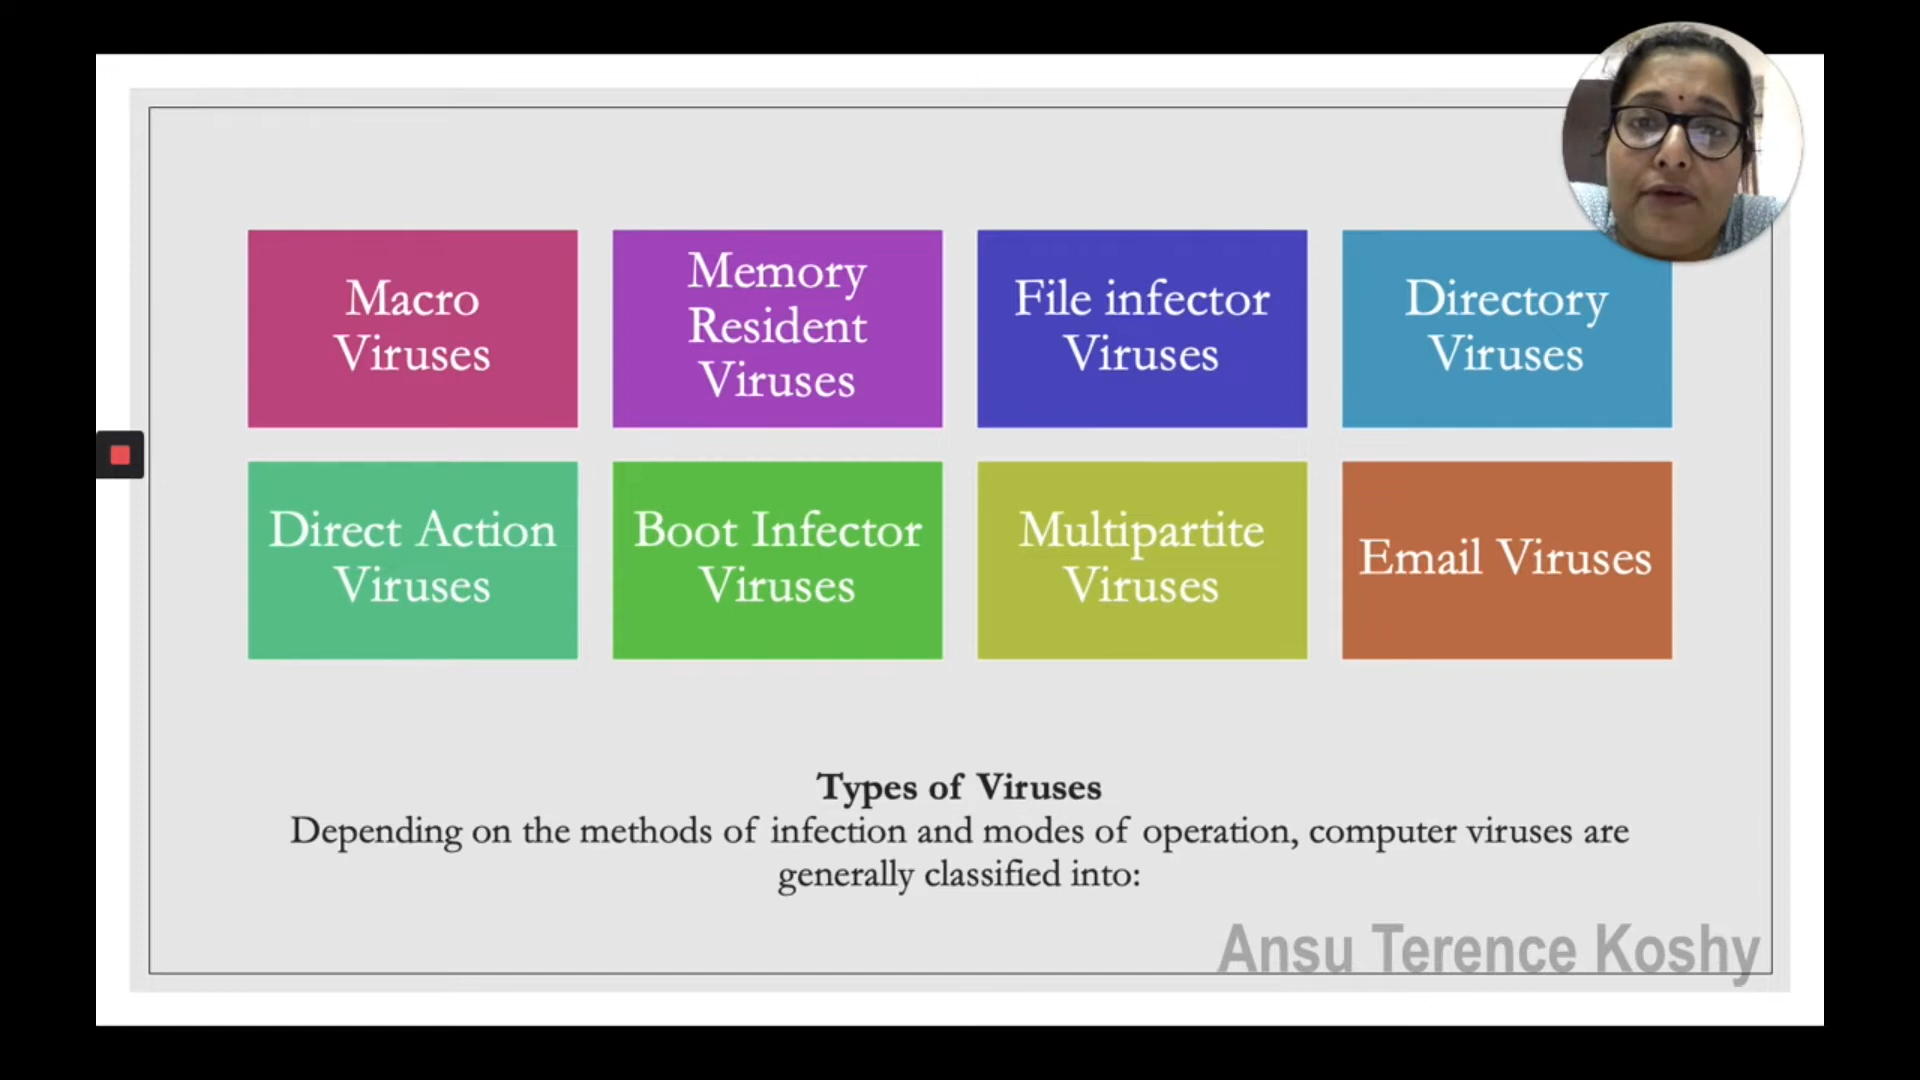 Macro
Viruses
Memory
Resident
Viruses
File infector
Viruses
Directory
Viruses
Direct Action
Viruses
Boot Infector
Viruses
Multipartite
Viruses
Email Viruses
Types of Viruses
Depending on the methods of infection and modes of operation, computer viruses are
generally classified into:
Ansu Terence Koshy